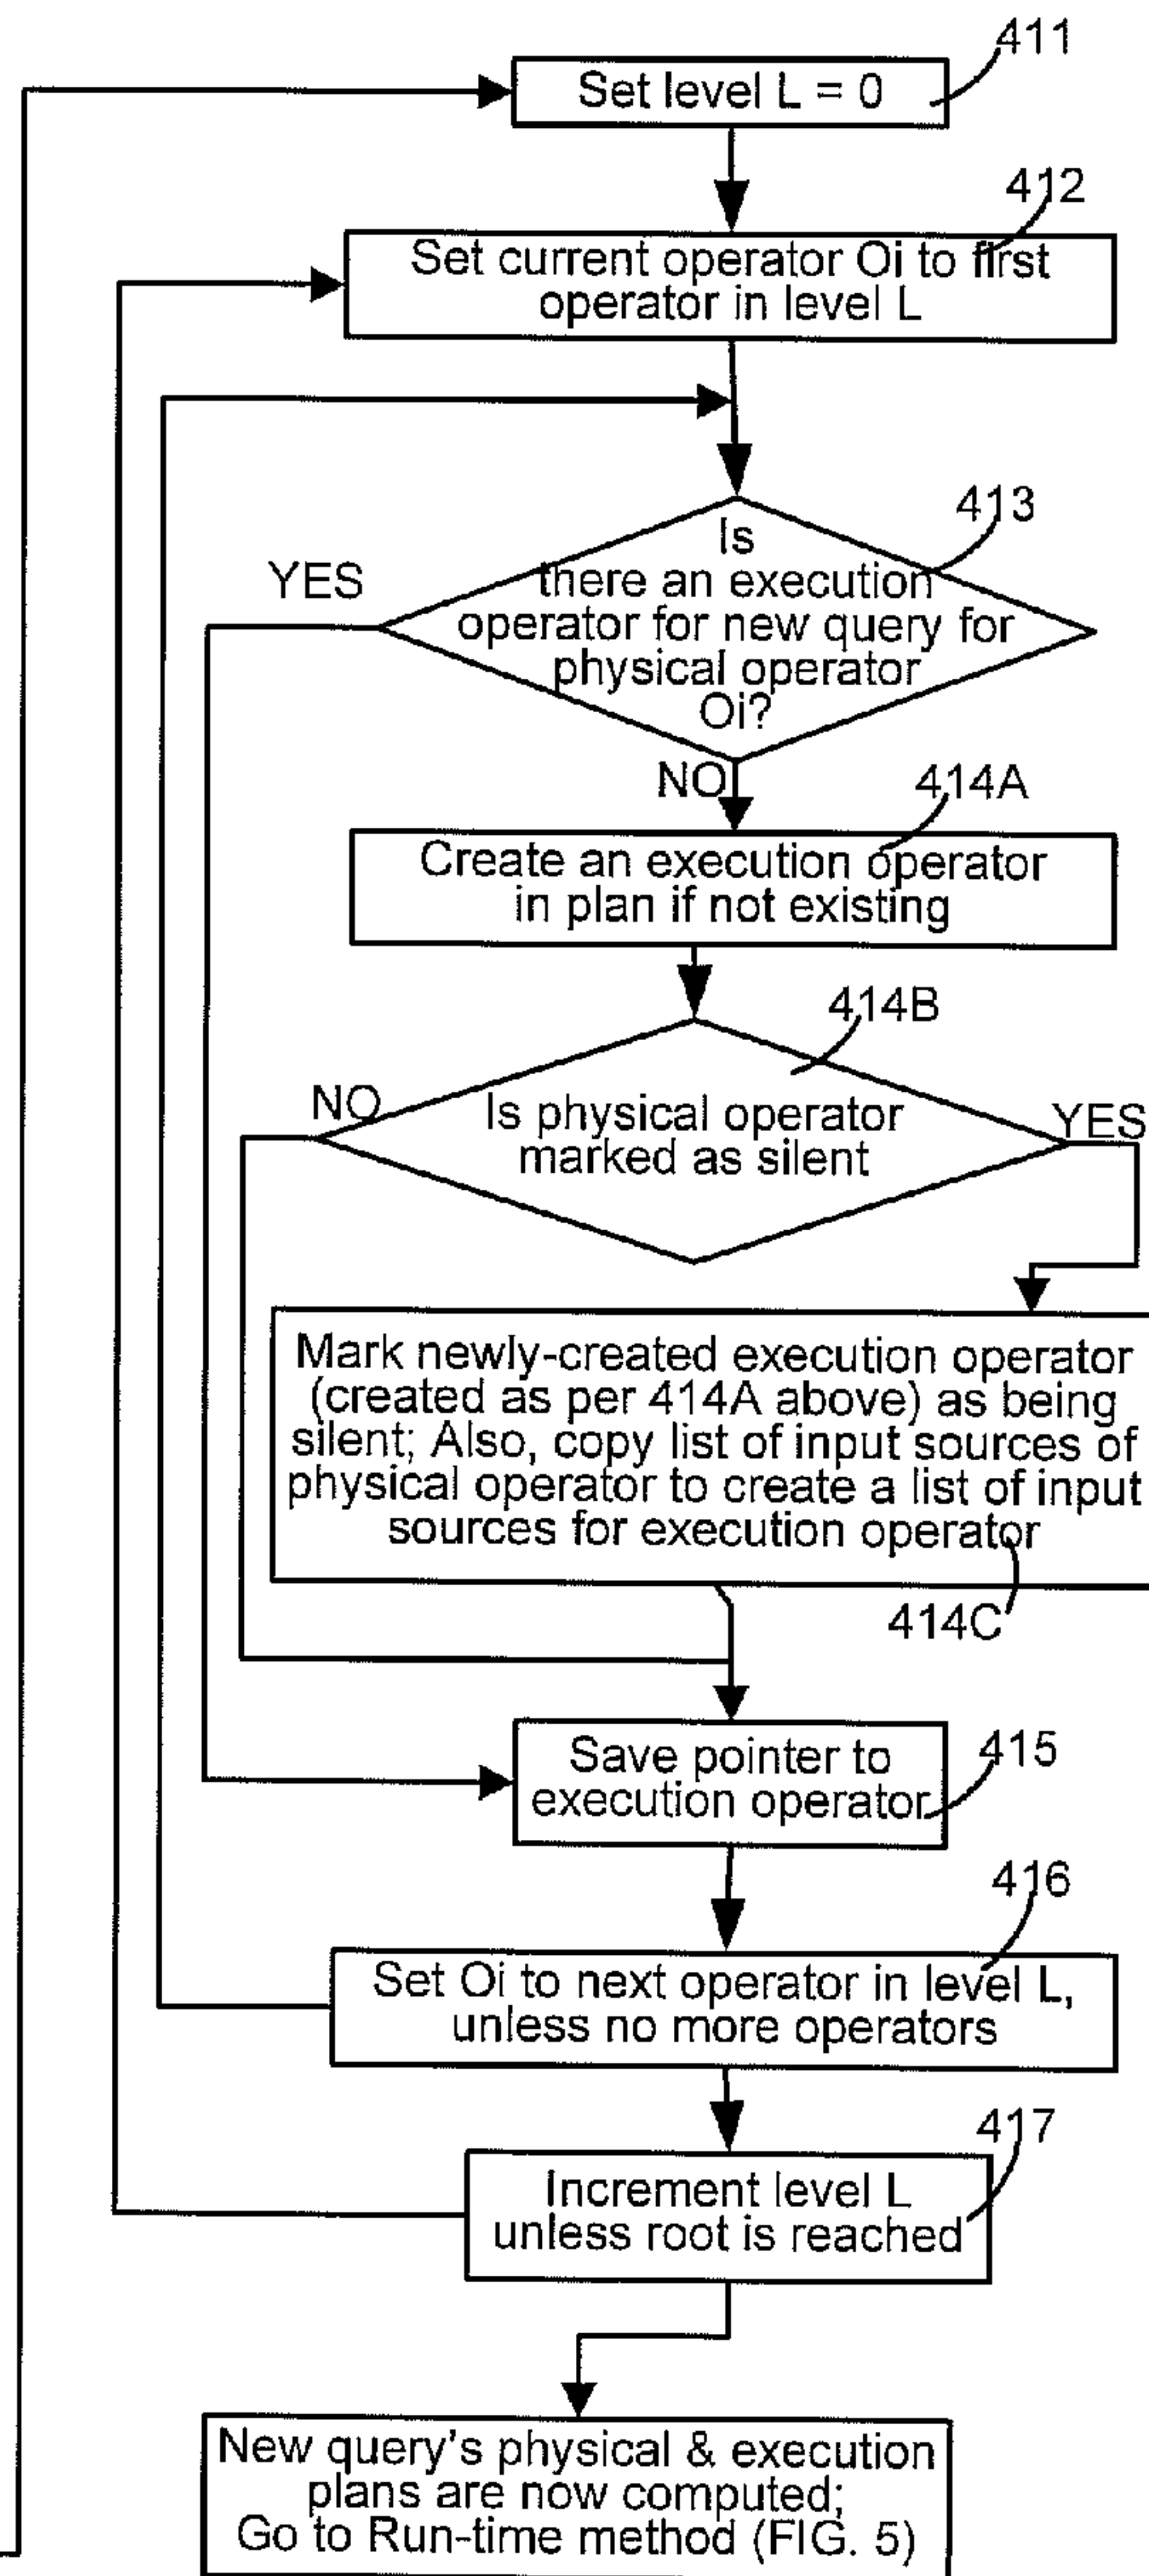 411
Set level L = 0
412
Set current operator Oi to first
operator in level L
413
Is
there an execution
operator for new query for
physical operator
Oi?
YES
NO
414A
Create an execution operator
in plan if not existing
414B
NO
Is physical operator
marked as silent
YES
Mark newly-created execution operator
(created as per 414A above) as being
silent; Also, copy list of input sources of
physical operator to create a list of input
sources for execution operator
414C
Save pointer to
execution operator
415
416
Set Oi to next operator in level L,
unless no more operators
417
Increment level L
unless root is reached
New query's physical & execution
plans are now computed;
Go to Run-time method (FIG. 5)